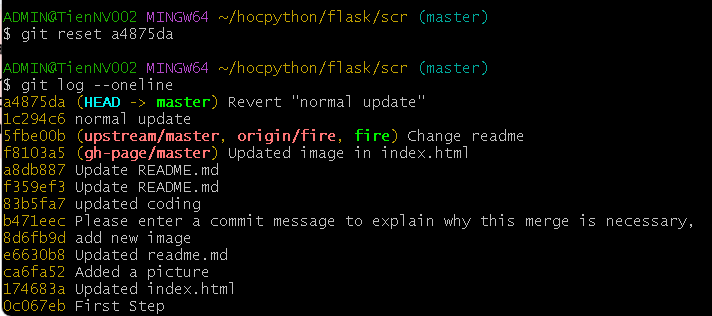 ADMIN@TienNV002 MINGW64 ~/hocpython/flask/scr (master)
$ git reset a4875da
ADMIN@TienNV002 MINGW64 ~/hocpython/flask/scr (master)
$ git log --oneline
a4875da (HEAD -> master) Revert "normal update"
1c294c6 normal update
5fbe00b (upstream/master, origin/fire, fire) Change readme
f8103a5 (gh-page/master) Updated image in index.html
a8db887 Update README.md
f359ef3 Update README.md
83b5fa7 updated coding
b471eec Please enter a commit message to explain why this merge is necessary,
8d6fb9d add new image
e6630b8 Updated readme.md
ca6fa52 Added a picture
174683a Updated index.html
0c067eb First Step